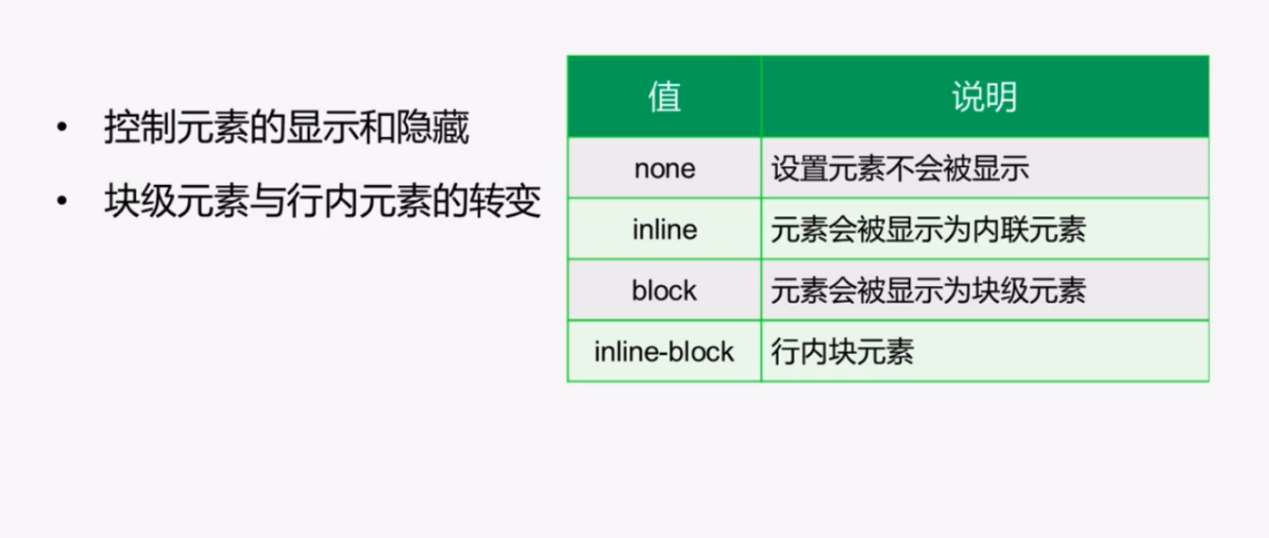 • 控制元素的显示和隐藏
• 块级元素与行内元素的转变
值 说明
none 设置元素不会被显示
inline 元素会被显示为内联元素
block 元素会被显示为块级元素
inline-block 行内块元素